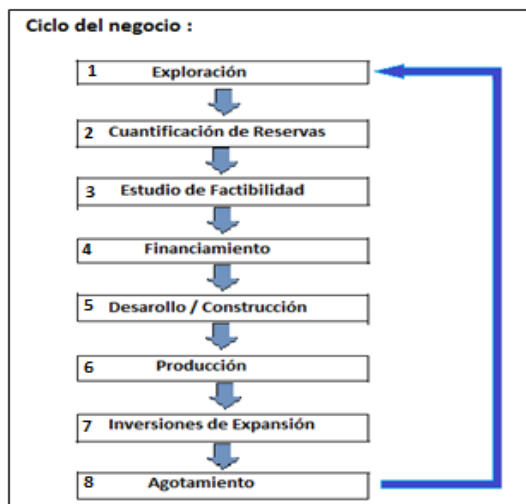 Ciclo del negocio :
1 Exploración
2 Cuantificación de Reservas
3 Estudio de Factibilidad
4 Financiamiento
5 Desarollo / Construcción
6 Producción
7 Inversiones de Expansión
8 Agotamiento